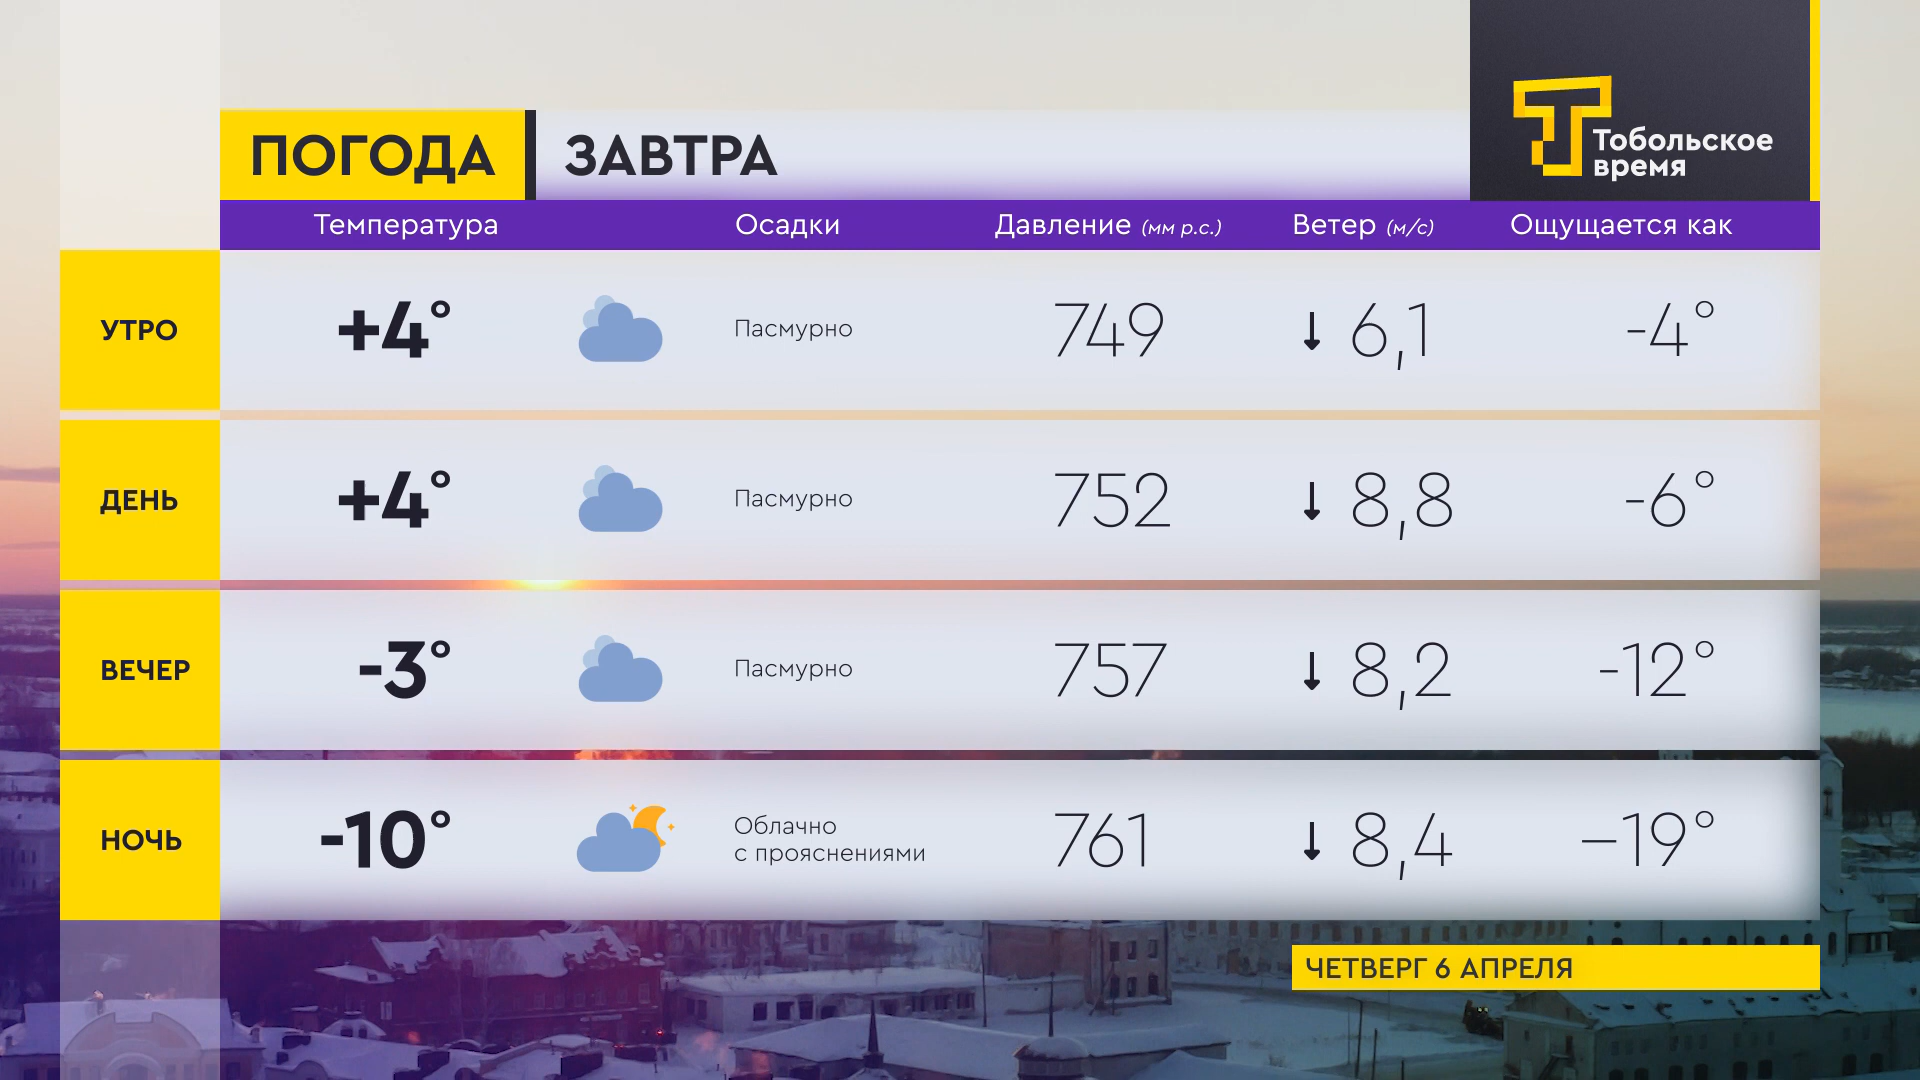 Тобольское
время
ПОГОДА ЗАВТРА
Температура Осадки Давление (мм р.с.) Ветер (м/с) Ощущается как
УТРО +4° Пасмурно 749 ↓ 6,1 -4°
ДЕНЬ +4° Пасмурно 752 ↓ 8,8 -6°
ВЕЧЕР -3° Пасмурно 757 ↓ 8,2 -12°
НОЧЬ -10° Облачно
с прояснениями 761 ↓ 8,4 –19°
ЧЕТВЕРГ 6 АПРЕЛЯ